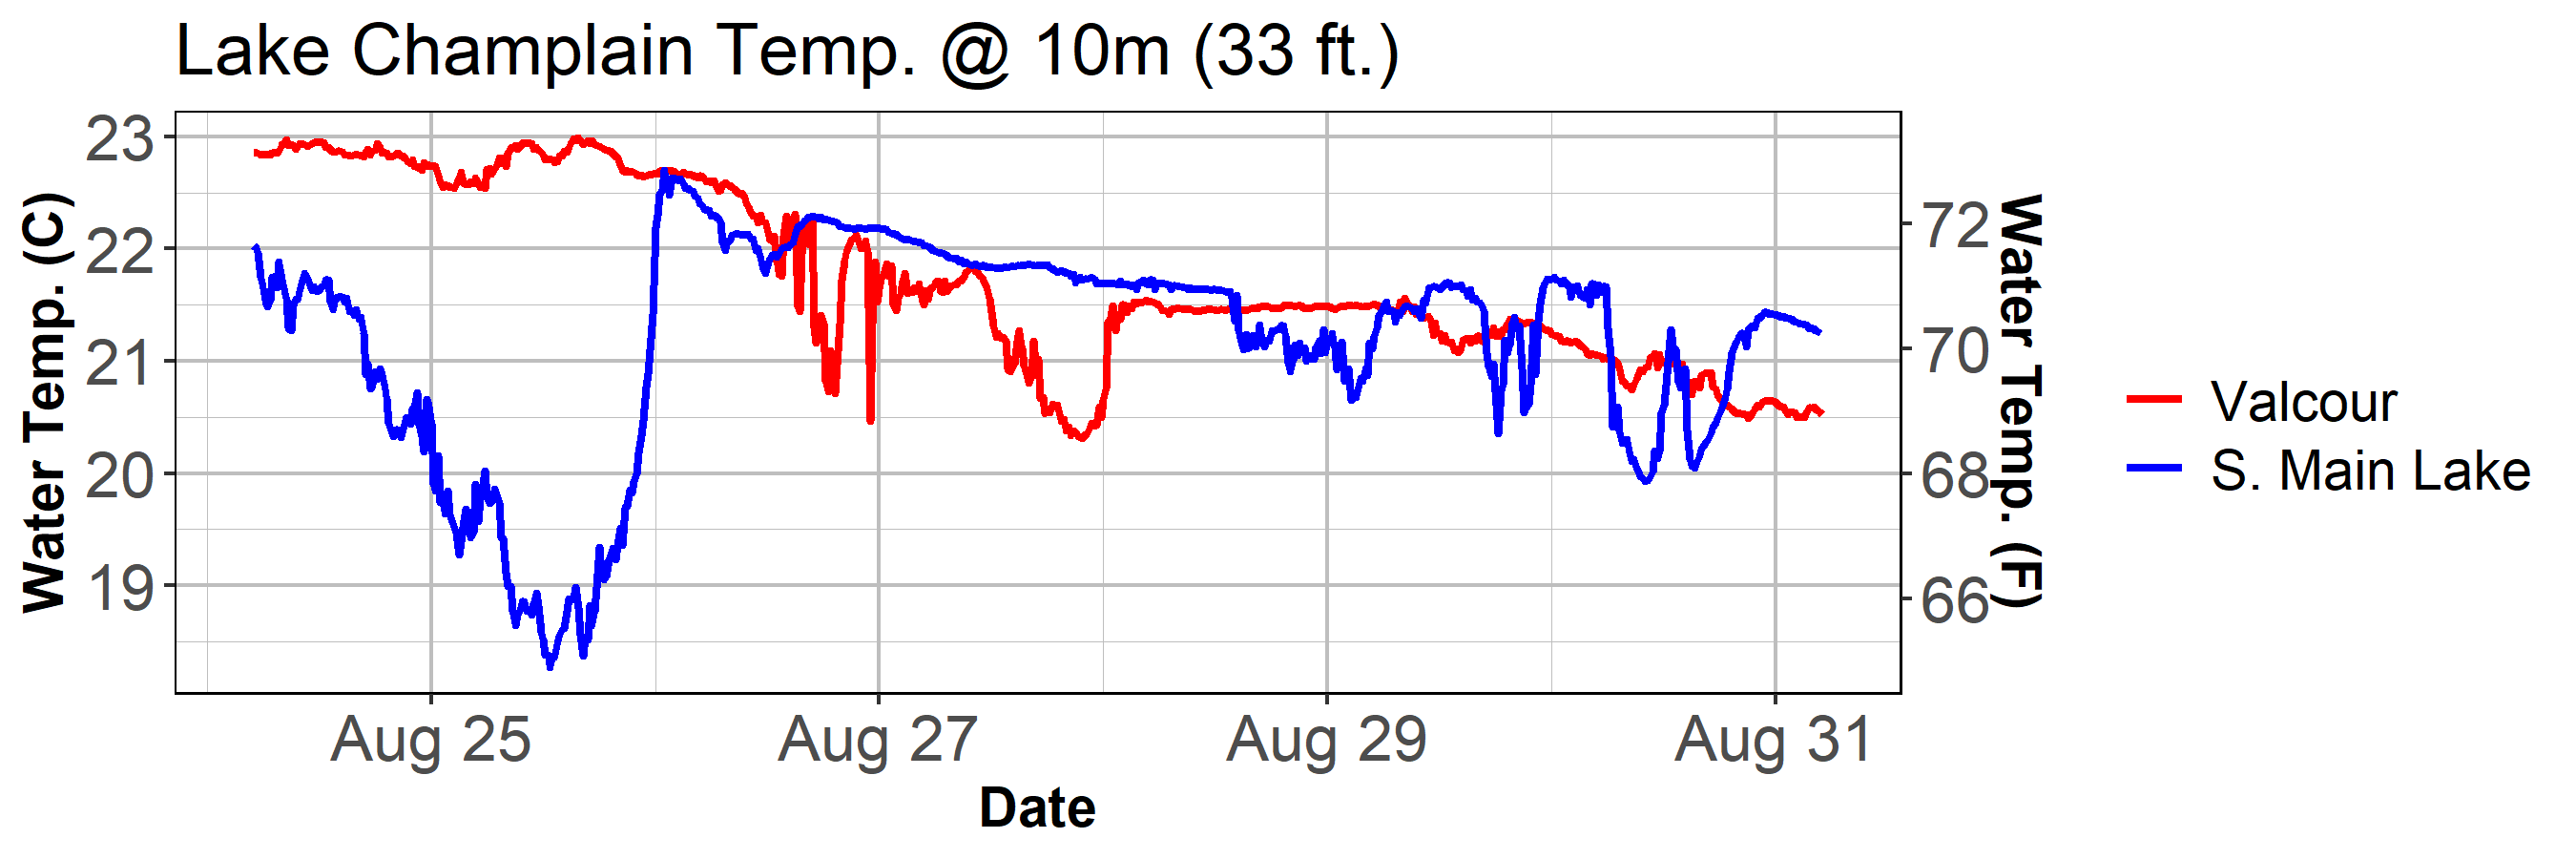 Lake Champlain Temp. @ 10m (33 ft.)
Water Temp. (C)
23
22
21
20
19
72
70
68
66
Water Temp. (F)
Aug 25
Aug 27
Aug 29
Aug 31
Date
Valcour
S. Main Lake